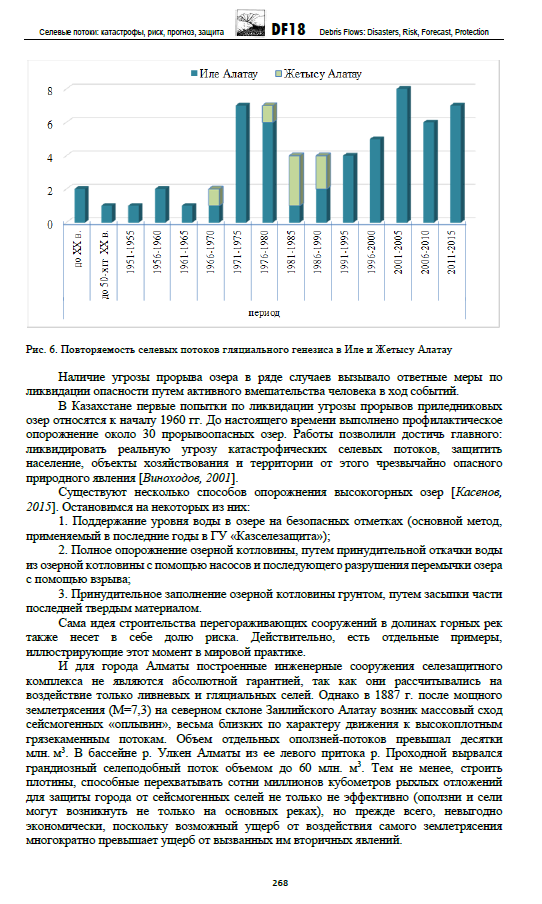 Селевые потоки: катастрофы, риск, прогноз, защита DF18 Debris Flows: Disasters, Risk, Forecast, Protection
Иле Алатау Жетысу Алатау
8
6
4
2
0
до XX в.
до 50-хгг XX в.
1951-1955
1956-1960
1961-1965
1966-1970
1971-1975
1976-1980
1981-1985
1986-1990
1991-1995
1996-2000
2001-2005
2006-2010
2011-2015
период
Рис. 6. Повторяемость селевых потоков гляциального генезиса в Иле и Жетысу Алатау
Наличие угрозы прорыва озера в ряде случаев вызывало ответные меры по
ликвидации опасности путем активного вмешательства человека в ход событий.
В Казахстане первые попытки по ликвидации угрозы прорывов приледниковых
озер относятся к началу 1960 гг. До настоящего времени выполнено профилактическое
опорожнение около 30 прорывоопасных озер. Работы позволили достичь главного:
ликвидировать реальную угрозу катастрофических селевых потоков, защитить
население, объекты хозяйствования и территории от этого чрезвычайно опасного
природного явления [Виноходов, 2001].
Существуют несколько способов опорожнения высокогорных озер [Касенов,
2015]. Остановимся на некоторых из них:
1. Поддержание уровня воды в озере на безопасных отметках (основной метод,
применяемый в последние годы в ГУ «Казселезащита»);
2. Полное опорожнение озерной котловины, путем принудительной откачки воды
из озерной котловины с помощью насосов и последующего разрушения перемычки озера
с помощью взрыва;
3. Принудительное заполнение озерной котловины грунтом, путем засыпки части
последней твердым материалом.
Сама идея строительства перегораживающих сооружений в долинах горных рек
также несет в себе долю риска. Действительно, есть отдельные примеры,
иллюстрирующие этот момент в мировой практике.
И для города Алматы построенные инженерные сооружения селезащитного
комплекса не являются абсолютной гарантией, так как они рассчитывались на
воздействие только ливневых и гляциальных селей. Однако в 1887 г. после мощного
землетрясения (М=7,3) на северном склоне Заилийского Алатау возник массовый сход
сейсмогенных «оплывин», весьма близких по характеру движения к высокоплотным
грязекаменным потокам. Объем отдельных оползней-потоков превышал десятки
млн. м³. В бассейне р. Улкен Алматы из ее левого притока р. Проходной вырвался
грандиозный селеподобный поток объемом до 60 млн. м³. Тем не менее, строить
плотины, способные перехватывать сотни миллионов кубометров рыхлых отложений
для защиты города от сейсмогенных селей не только не эффективно (оползни и сели
могут возникнуть не только на основных реках), но прежде всего, невыгодно
экономически, поскольку возможный ущерб от воздействия самого землетрясения
многократно превышает ущерб от вызванных им вторичных явлений.
268